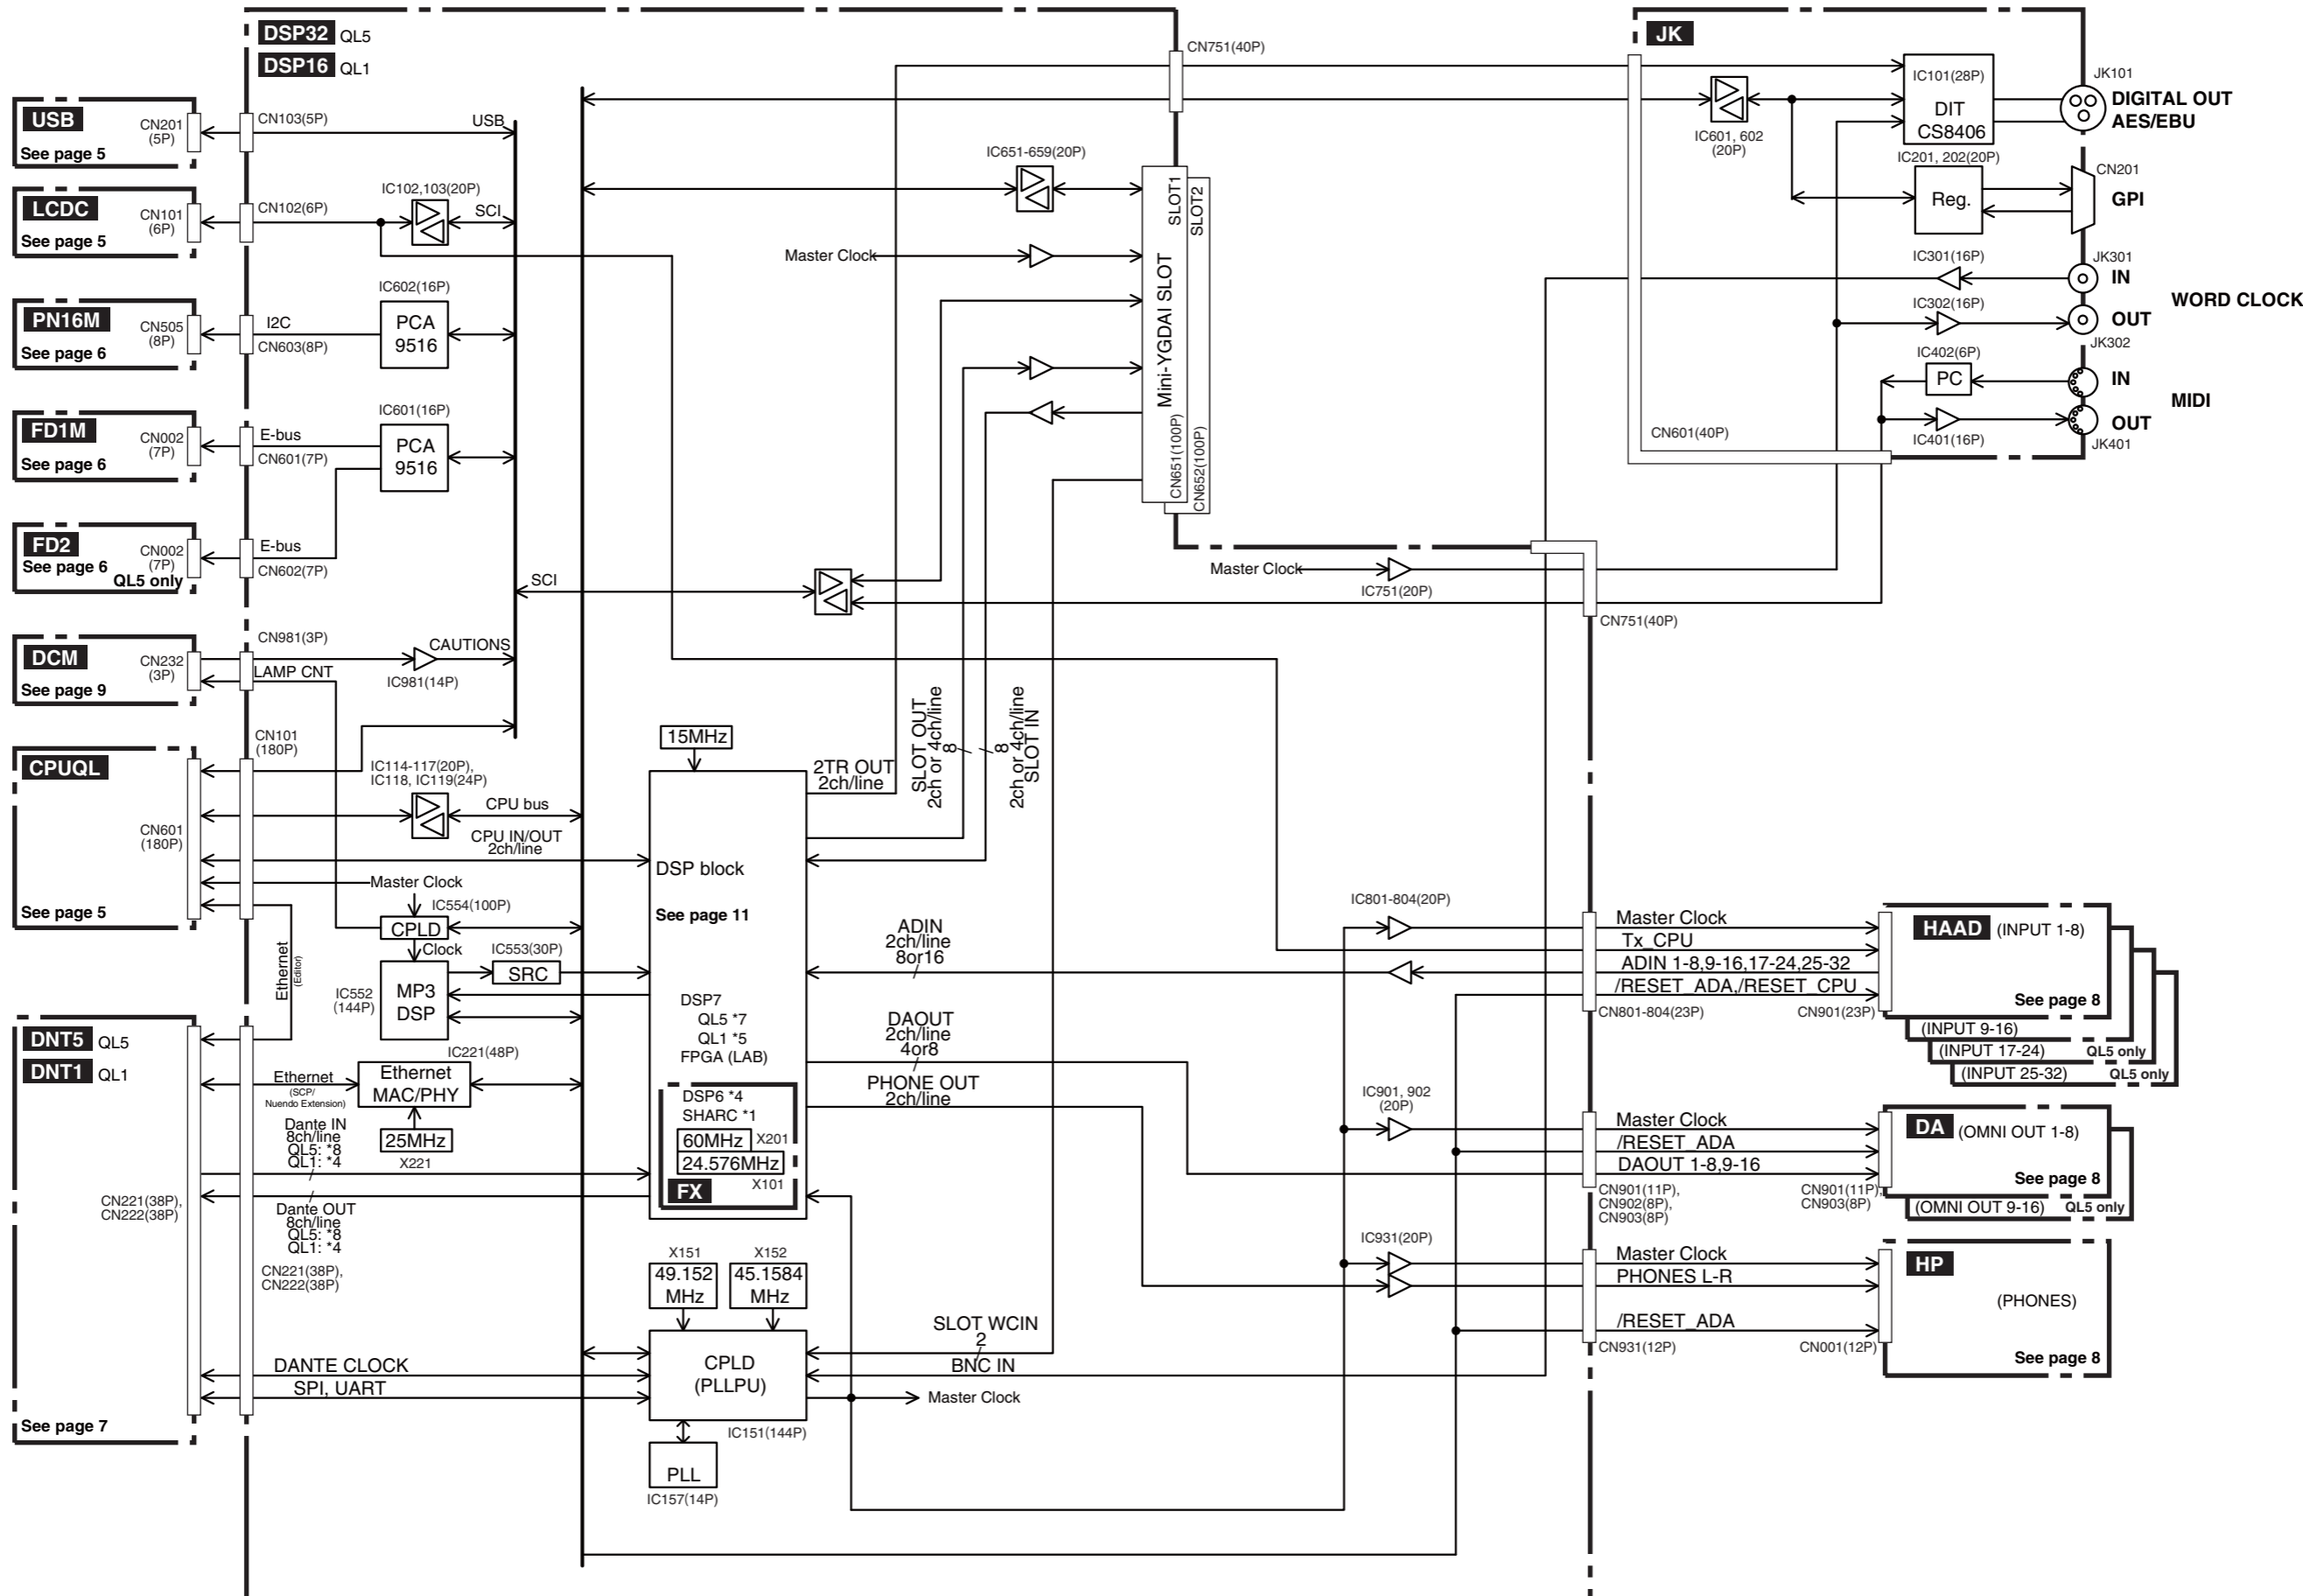 DSP32 QL5
DSP16 QL1
USB
CN201
(5P)
See page 5
CN103(5P)
USB
LCDC
CN101
(6P)
See page 5
CN102(6P)
IC102,103(20P)
SCI
PN16M
CN505
(8P)
See page 6
I2C
CN603(8P)
IC602(16P)
PCA
9516
FD1M
CN002
(7P)
See page 6
E-bus
CN601(7P)
IC601(16P)
PCA
9516
FD2
CN002
(7P)
See page 6
QL5 only
E-bus
CN602(7P)
SCI
DCM
CN232
(3P)
See page 9
CN981(3P)
LAMP CNT
CAUTIONS
IC981(14P)
CPUQL
CN601
(180P)
See page 5
CN101
(180P)
IC114-117(20P),
IC118, IC119(24P)
CPU bus
CPU IN/OUT
2ch/line
Master Clock
IC554(100P)
CPLD
Clock
IC553(30P)
SRC
IC552
(144P)
MP3
DSP
Ethernet
(Editor)
DNT5 QL5
DNT1 QL1
CN221(38P),
CN222(38P)
See page 7
Ethernet
(SCP/
Nuendo Extension)
IC221(48P)
Ethernet
MAC/PHY
25MHz
X221
Dante IN
8ch/line
QL5: *8
QL1: *4
Dante OUT
8ch/line
QL5: *8
QL1: *4
CN221(38P),
CN222(38P)
DANTE CLOCK
SPI, UART
15MHz
DSP block
See page 11
DSP7
QL5 *7
QL1 *5
FPGA (LAB)
DSP6 *4
SHARC *1
60MHz X201
24.576MHz
X101
FX
X151
49.152
MHz
X152
45.1584
MHz
CPLD
(PLLPU)
IC151(144P)
PLL
IC157(14P)
2TR OUT
2ch/line
SLOT OUT
2ch or 4ch/line
8
8
2ch or 4ch/line
SLOT IN
ADIN
2ch/line
8or16
DAOUT
2ch/line
4or8
PHONE OUT
2ch/line
SLOT WCIN
2
BNC IN
Master Clock
IC651-659(20P)
Master Clock
SLOT1
SLOT2
Mini-YGDAI SLOT
CN651(100P)
CN652(100P)
CN751(40P)
Master Clock
IC751(20P)
CN751(40P)
JK
CN601(40P)
IC601, 602
(20P)
IC101(28P)
DIT
CS8406
JK101
DIGITAL OUT
AES/EBU
IC201, 202(20P)
Reg.
CN201
GPI
IC301(16P)
JK301
IN
WORD CLOCK
IC302(16P)
OUT
JK302
IC402(6P)
PC
IN
MIDI
OUT
IC401(16P)
JK401
IC801-804(20P)
Master Clock
Tx_CPU
ADIN 1-8,9-16,17-24,25-32
/RESET_ADA,/RESET_CPU
CN801-804(23P)
CN901(23P)
HAAD (INPUT 1-8)
See page 8
(INPUT 9-16)
(INPUT 17-24) QL5 only
(INPUT 25-32) QL5 only
IC901, 902
(20P)
Master Clock
/RESET_ADA
DAOUT 1-8,9-16
CN901(11P),
CN902(8P),
CN903(8P)
CN901(11P),
CN903(8P)
DA (OMNI OUT 1-8)
See page 8
(OMNI OUT 9-16) QL5 only
IC931(20P)
Master Clock
PHONES L-R
/RESET_ADA
CN931(12P)
CN001(12P)
HP
(PHONES)
See page 8